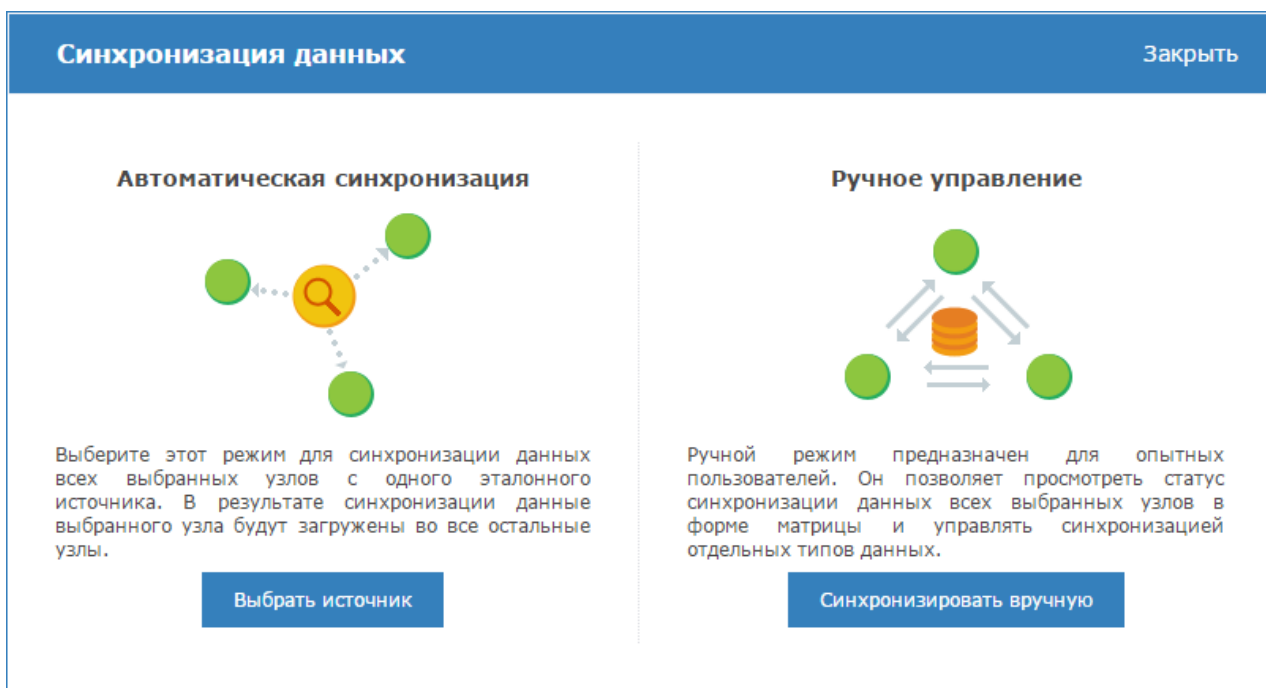 Синхронизация данных
Закрыть
Автоматическая синхронизация
Выберите этот режим для синхронизации данных
всех выбранных узлов с одного эталонного
источника. В результате синхронизации данные
выбранного узла будут загружены во все остальные
узлы.
Выбрать источник
Ручное управление
Ручной режим предназначен для опытных
пользователей. Он позволяет просмотреть статус
синхронизации данных всех выбранных узлов в
форме матрицы и управлять синхронизацией
отдельных типов данных.
Синхронизировать вручную